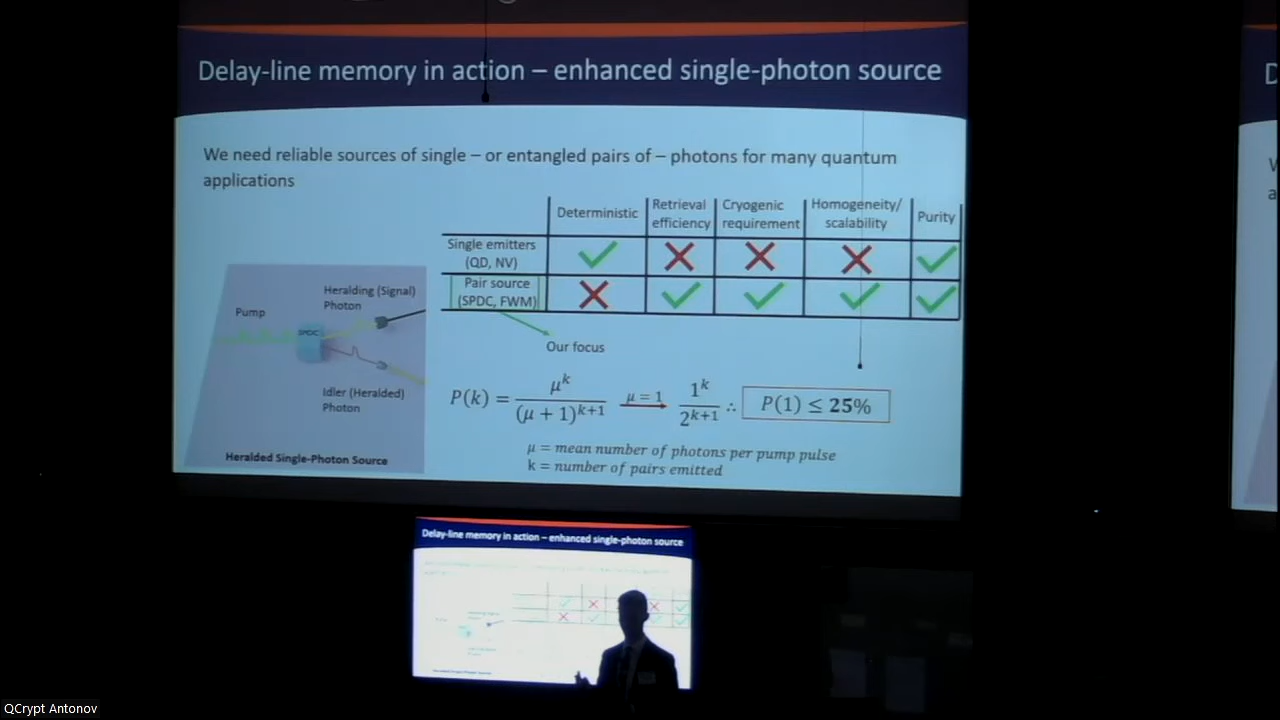 Delay-line memory in action – enhanced single-photon source
We need reliable sources of single – or entangled pairs of – photons for many quantum
applications
Deterministic
Retrieval
efficiency
Cryogenic
requirement
Homogeneity/
scalability
Purity
Single emitters
(QD, NV)
Pair source
(SPDC, FWM)
Our focus
Pump
Heralding (Signal)
Photon
SPDC
Idler (Heralded)
Photon
Heralded Single-Photon Source
P(k) = μ^k / (μ + 1)^{k+1} μ = 1 1^k / 2^{k+1} ∴ P(1) ≤ 25%
μ = mean number of photons per pump pulse
k = number of pairs emitted
Delay-line memory in action – enhanced single-photon source
QCrypt Antonov